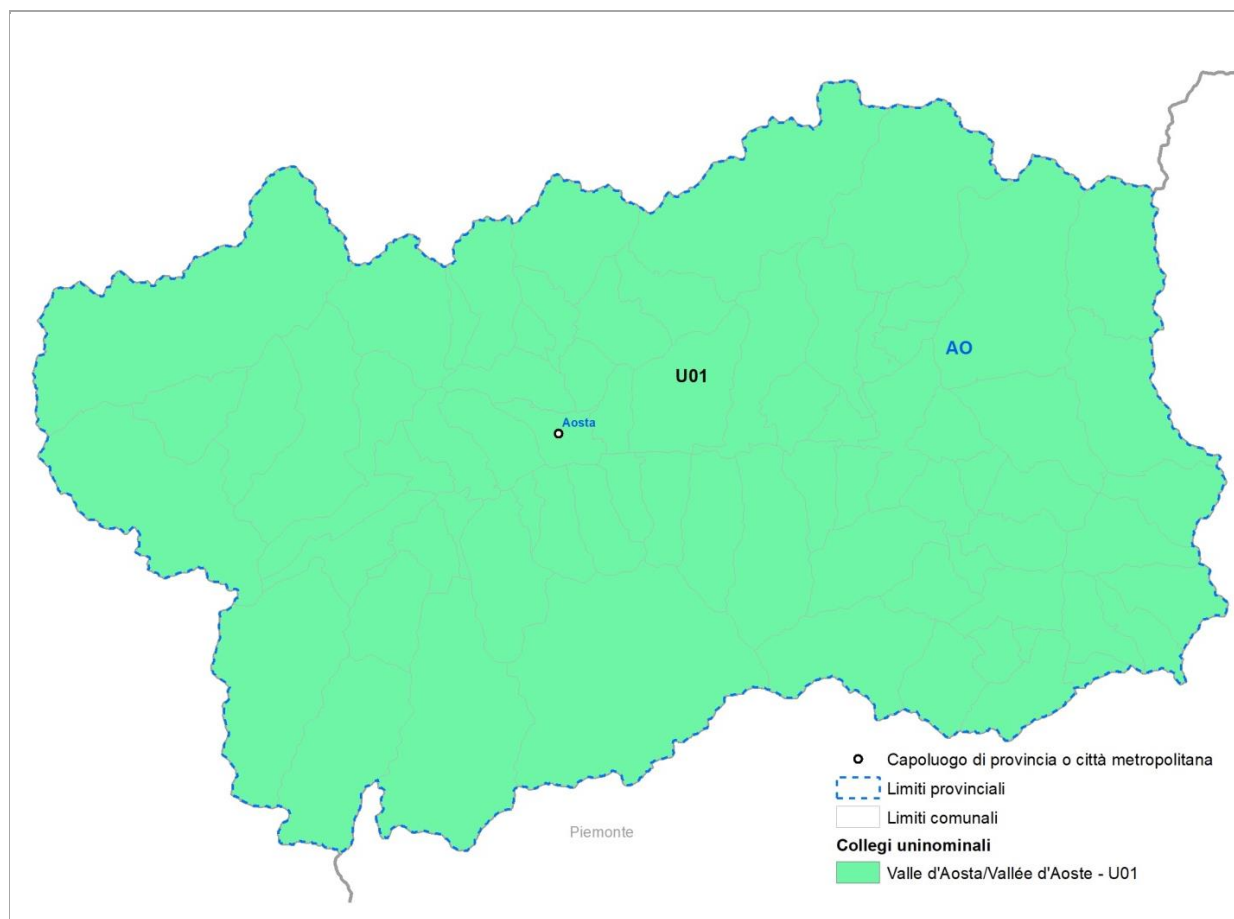 AO
U01
Aosta
Capoluogo di provincia o città metropolitana
Limiti provinciali
Limiti comunali
Collegi uninominali
Valle d'Aosta/Vallée d'Aoste - U01
Piemonte